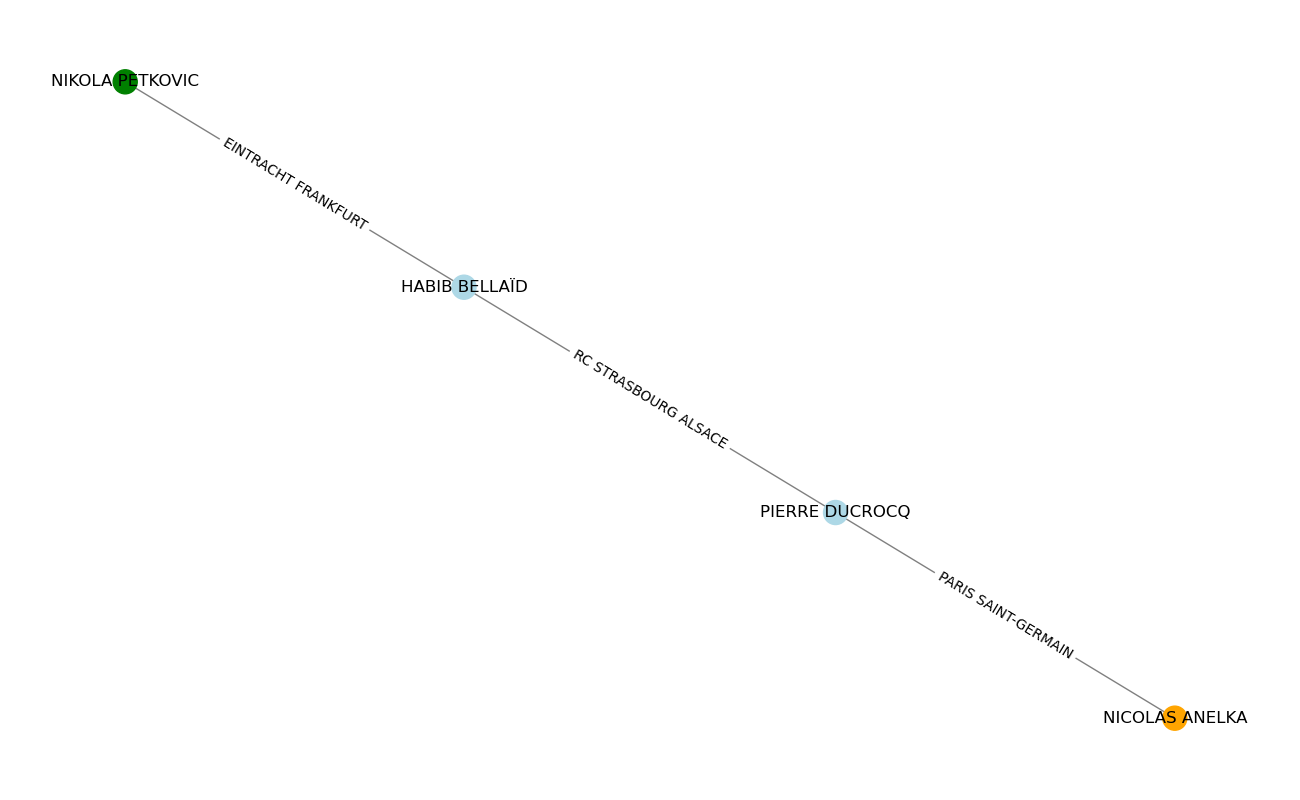 NIKOLA PETKOVIC
EINTRACHT FRANKFURT
HABIB BELLAÏD
RC STRASBOURG ALSACE
PIERRE DUCROCQ
PARIS SAINT-GERMAIN
NICOLAS ANELKA